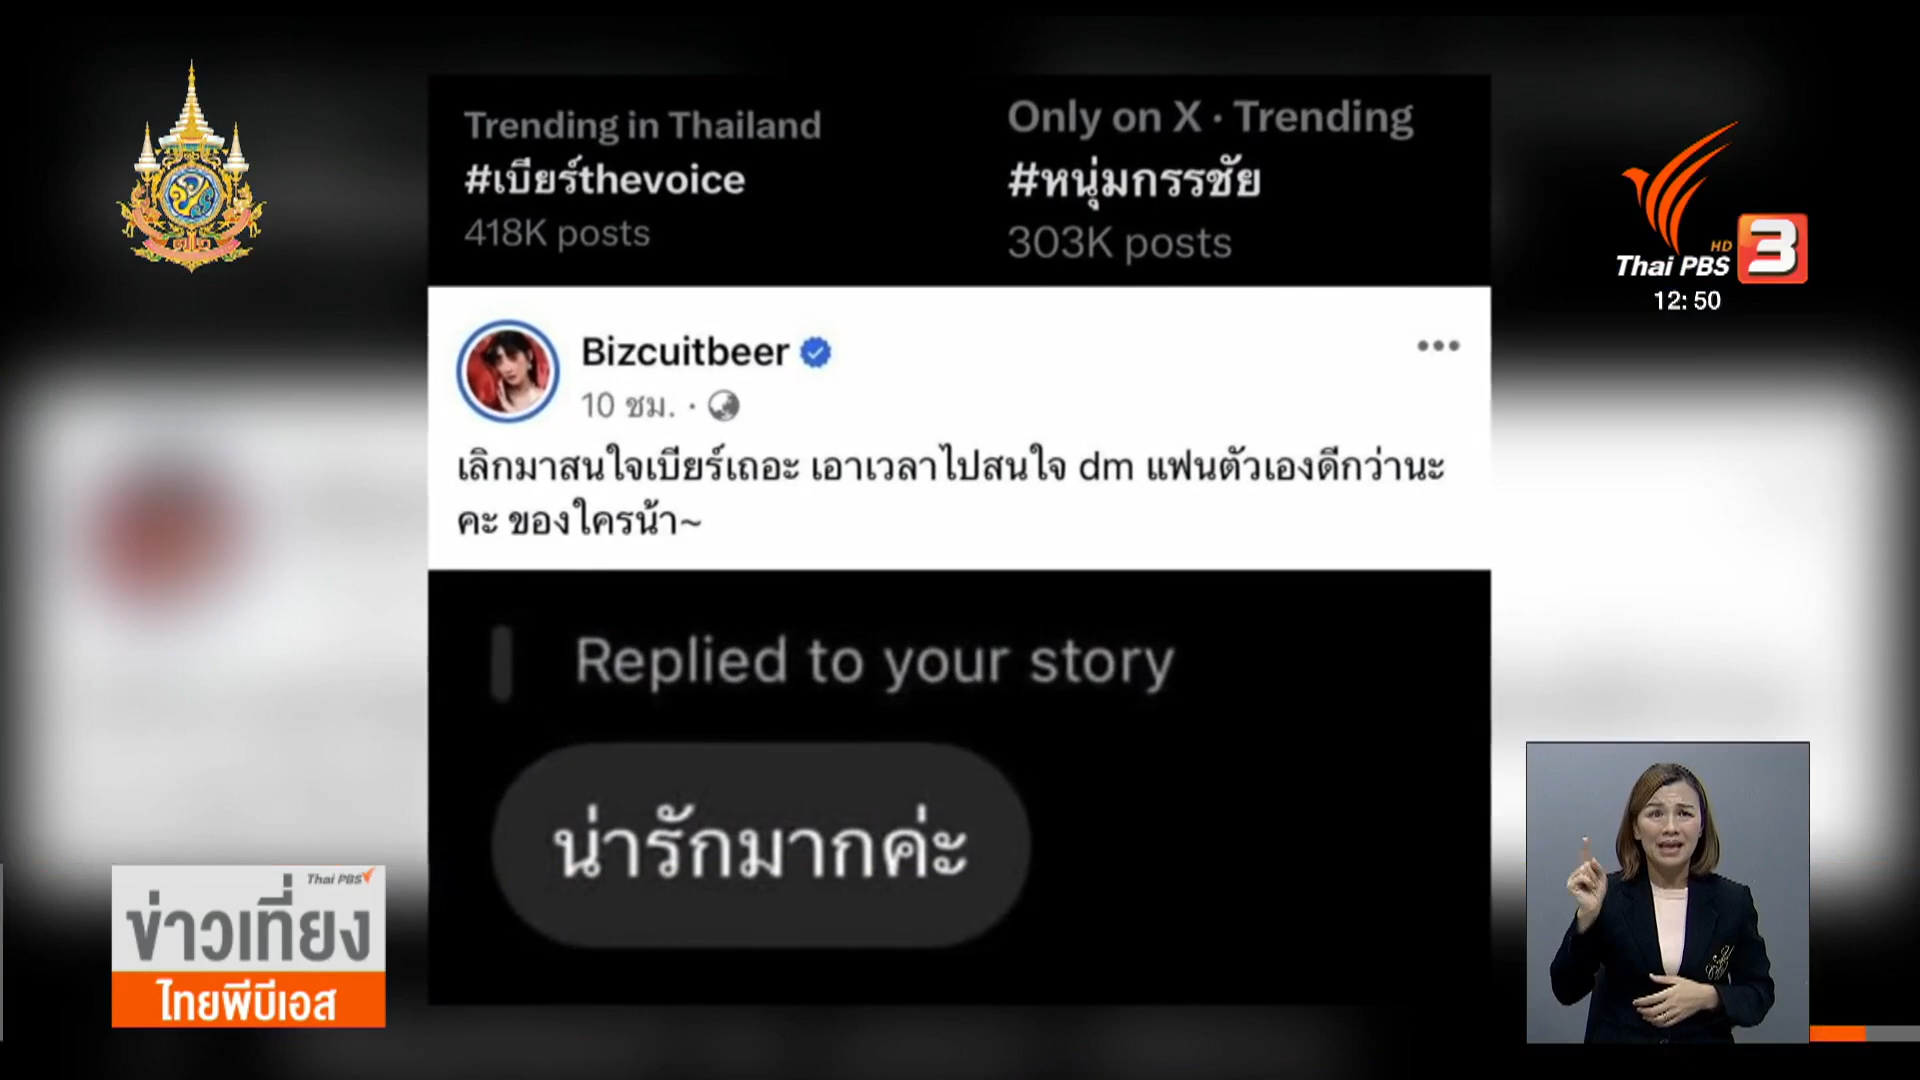 Trending in Thailand
#เบียร์thevoice
418K posts
Only on X · Trending
#หนุ่มกรรชัย
303K posts
HD
Thai PBS 3
12:50
Bizcuitbeer
10 ชม. ·
เลิกมาสนใจเบียร์เถอะ เอาเวลาไปสนใจ dm แฟนตัวเองดีกว่านะ
คะ ของใครน้า~
Replied to your story
น่ารักมากค่ะ
Thai PBS
ข่าวเที่ยง
ไทยพีบีเอส
๗๒